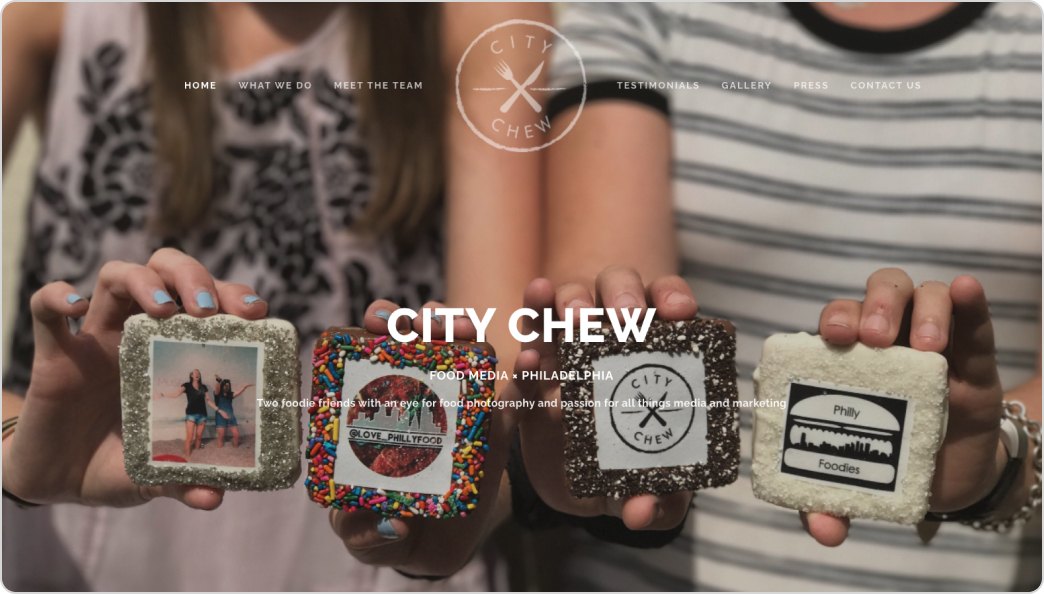 CITY
CHEW
HOME
WHAT WE DO
MEET THE TEAM
TESTIMONIALS
GALLERY
PRESS
CONTACT US
CITY CHEW
FOOD MEDIA × PHILADELPHIA
Two foodie friends with an eye for food photography and passion for all things media and marketing
@LOVE_PHILLYFOOD
CITY
CHEW
Philly
Foodies